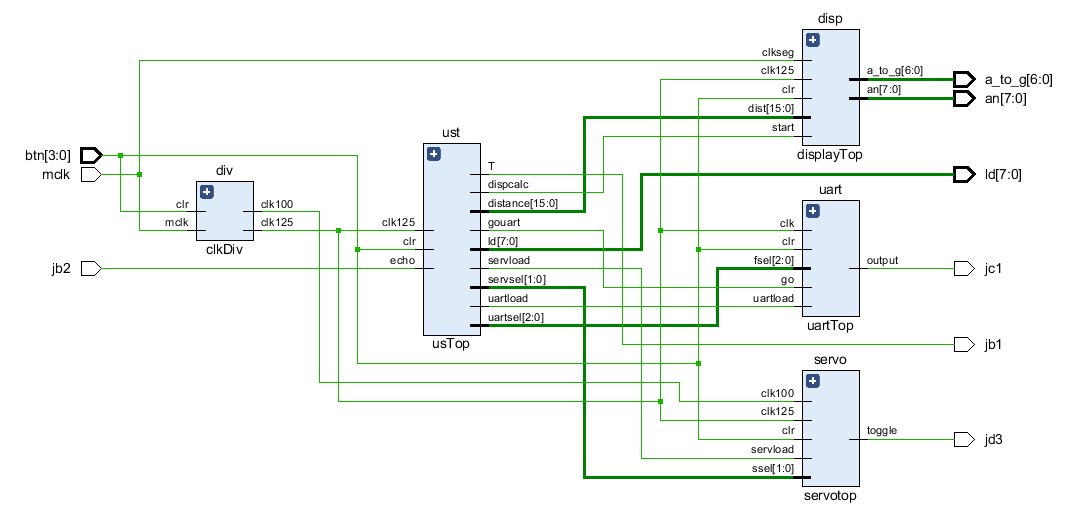 btn[3:0]
mclk
jb2
div
clr
mclk
clk100
clk125
clkDiv
ust
clk125
clr
echo
T
dispcalc
distance[15:0]
gouart
ld[7:0]
servload
servsel[1:0]
uartload
uartsel[2:0]
usTop
disp
clkseg
clk125
clr
dist[15:0]
start
a_to_g[6:0]
an[7:0]
displayTop
uart
clk
clr
fsel[2:0]
go
uartload
output
uartTop
servo
clk100
clk125
clr
servload
ssel[1:0]
toggle
servotop
a_to_g[6:0]
an[7:0]
ld[7:0]
jc1
jb1
jd3